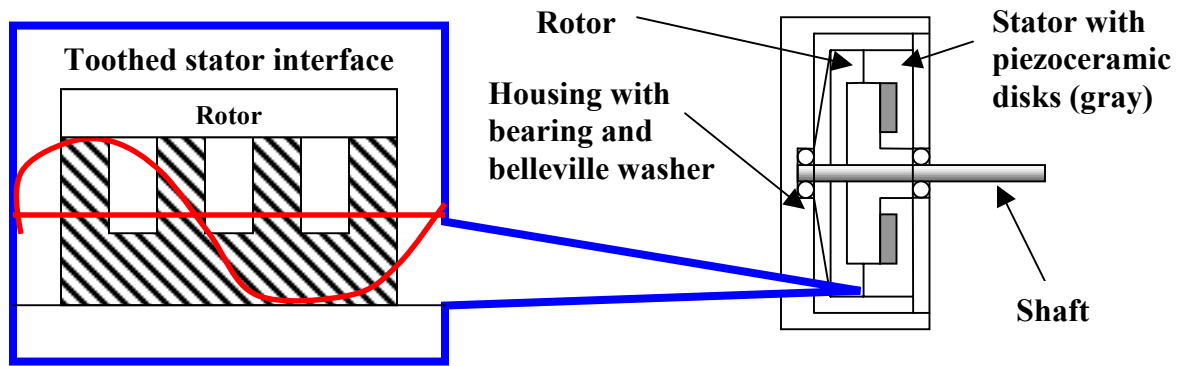 Toothed stator interface
Rotor
Rotor
Housing with
bearing and
belleville washer
Stator with
piezoceramic
disks (gray)
Shaft